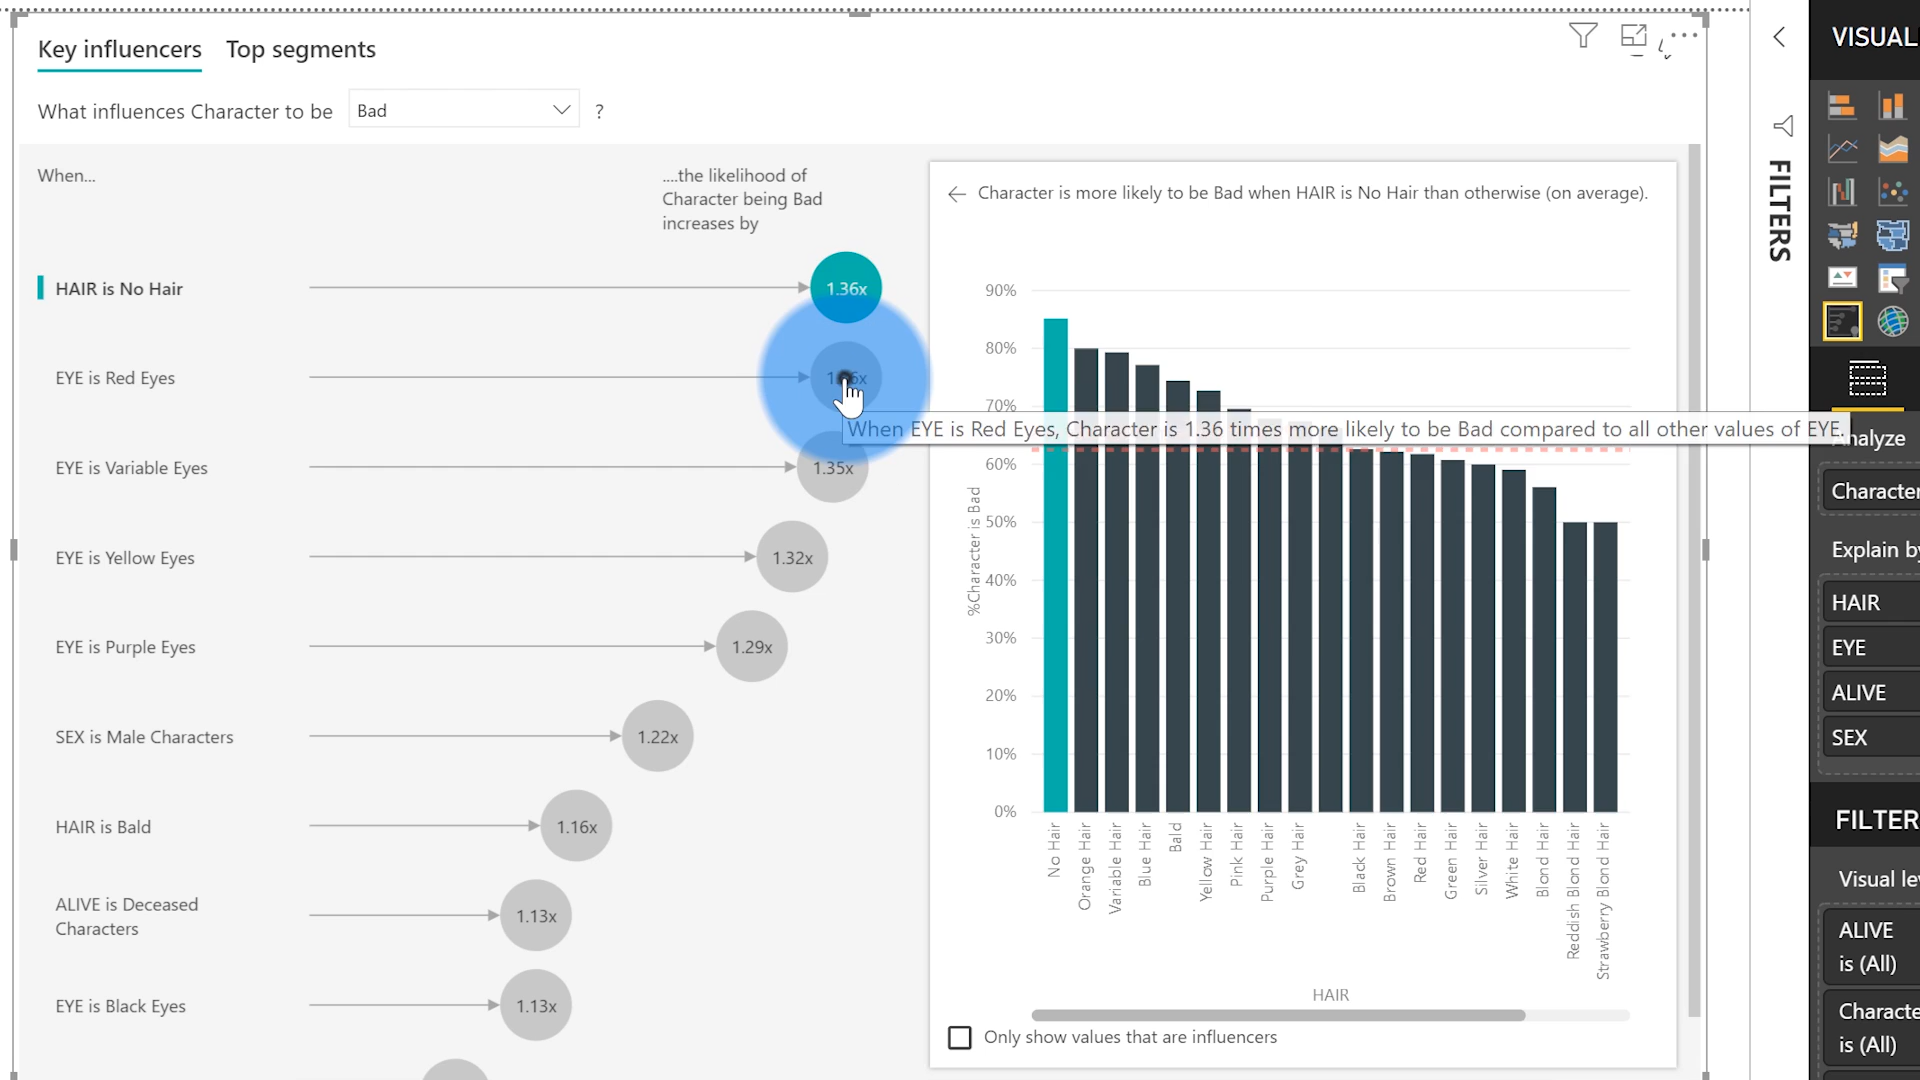 Key influencers
Top segments
VISUAL
What influences Character to be
Bad
?
When...
....the likelihood of
Character being Bad
increases by
HAIR is No Hair
1.36x
EYE is Red Eyes
EYE is Variable Eyes
1.35x
EYE is Yellow Eyes
1.32x
EYE is Purple Eyes
1.29x
SEX is Male Characters
1.22x
HAIR is Bald
1.16x
ALIVE is Deceased
Characters
1.13x
EYE is Black Eyes
1.13x
Character is more likely to be Bad when HAIR is No Hair than otherwise (on average).
When EYE is Red Eyes, Character is 1.36 times more likely to be Bad compared to all other values of EYE.
%Character is Bad
90%
80%
70%
60%
50%
40%
30%
20%
10%
0%
No Hair
Orange Hair
Variable Hair
Blue Hair
Bald
Yellow Hair
Pink Hair
Purple Hair
Grey Hair
Black Hair
Brown Hair
Red Hair
Green Hair
Silver Hair
White Hair
Blond Hair
Reddish Blond Hair
Strawberry Blond Hair
HAIR
Only show values that are influencers
FILTERS
nalyze
Character
Explain by
HAIR
EYE
ALIVE
SEX
FILTER
Visual le
ALIVE
is (All)
Characte
is (All)